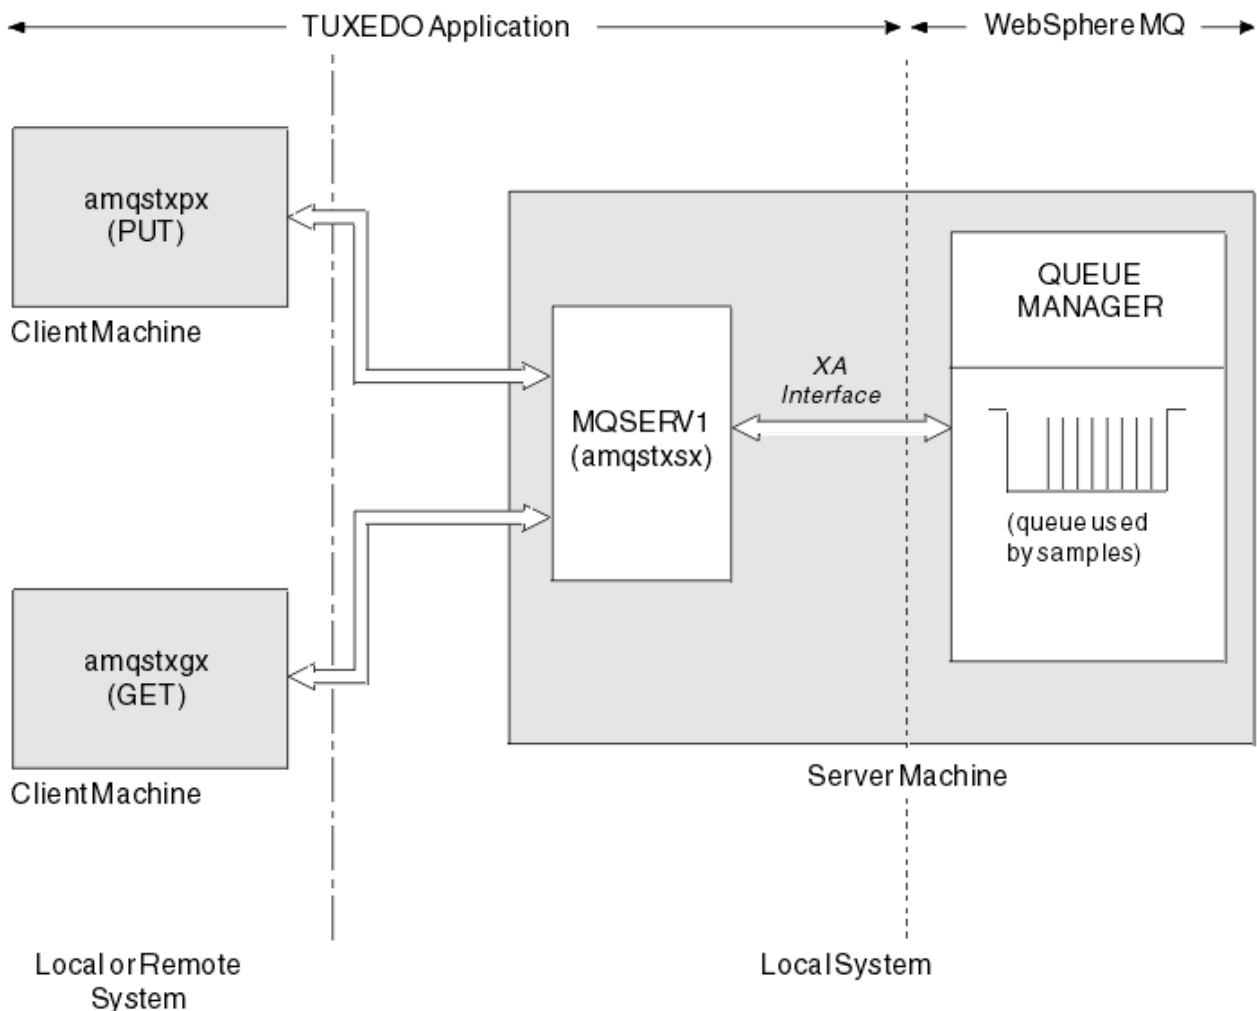 TUXEDO Application
WebSphere MQ
amqstxpx
(PUT)
Client Machine
QUEUE
MANAGER
XA
Interface
MQSERV1
(amqstxsx)
(queue used
by samples)
amqstxgx
(GET)
Client Machine
Server Machine
Local or Remote
System
Local System